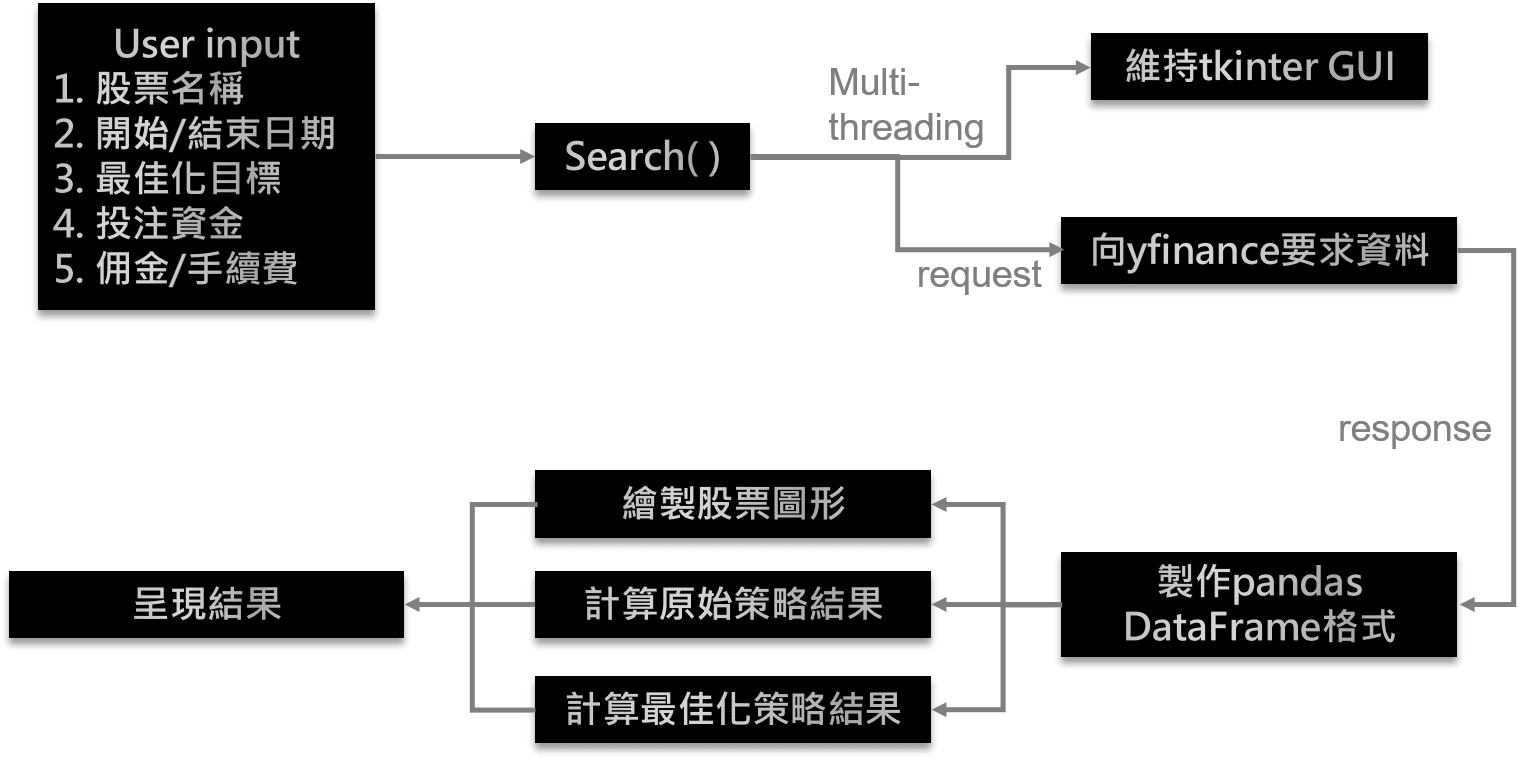 User input
1. 股票名稱
2. 開始/結束日期
3. 最佳化目標
4. 投注資金
5. 佣金/手續費
Search( )
Multi-
threading
維持tkinter GUI
request
向yfinance要求資料
response
製作pandas
DataFrame格式
繪製股票圖形
計算原始策略結果
計算最佳化策略結果
呈現結果